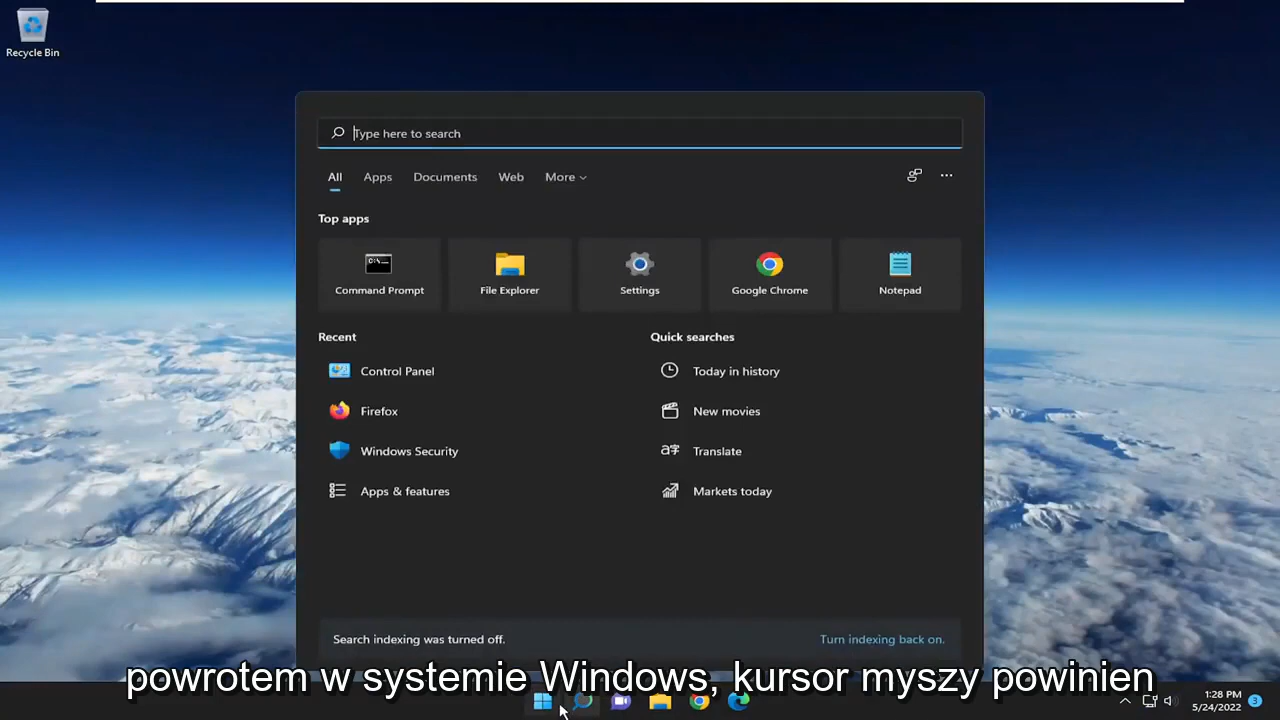 Recycle Bin
Type here to search
All Apps Documents Web More
Top apps
Command Prompt File Explorer Settings Google Chrome Notepad
Recent Quick searches
Control Panel Today in history
Firefox New movies
Windows Security Translate
Apps & features Markets today
Search indexing was turned off. Turn indexing back on.
powrotem w systemie Windows, kursor myszy powinien
1:28 PM
5/24/2022 3